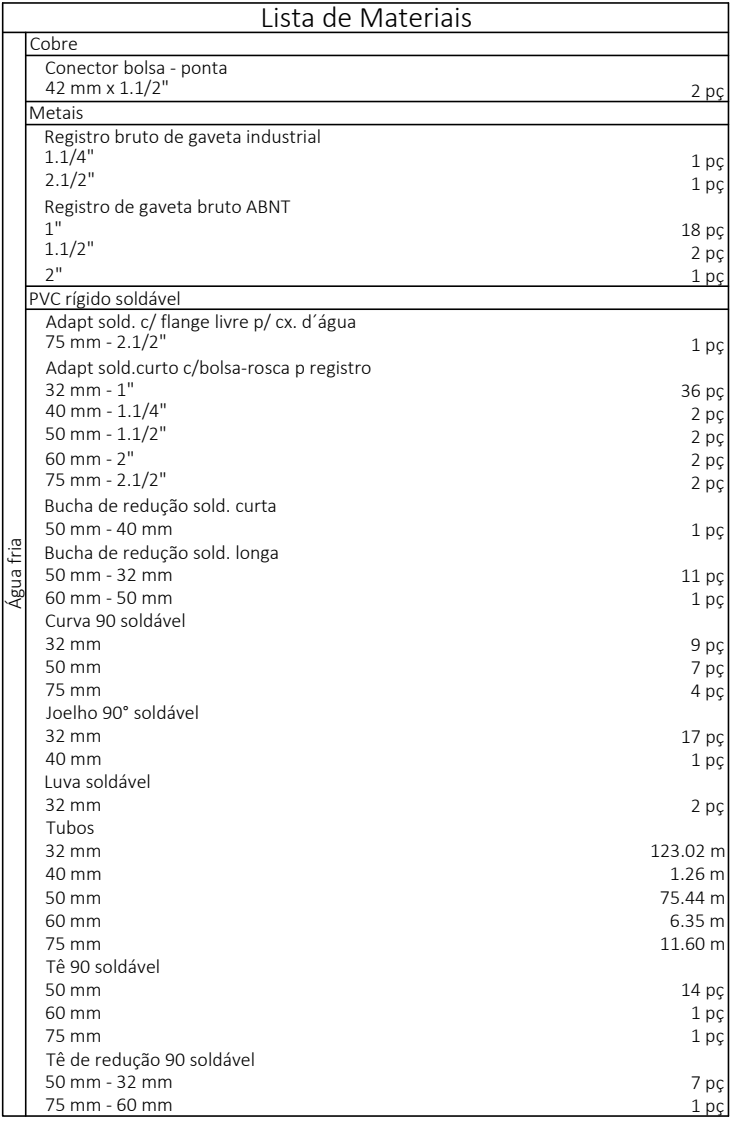 Lista de Materiais
Água fria
Cobre
Conector bolsa - ponta
42 mm x 1.1/2" 2 pç
Metais
Registro bruto de gaveta industrial
1.1/4" 1 pç
2.1/2" 1 pç
Registro de gaveta bruto ABNT
1" 18 pç
1.1/2" 2 pç
2" 1 pç
PVC rígido soldável
Adapt sold. c/ flange livre p/ cx. d´água
75 mm - 2.1/2" 1 pç
Adapt sold.curto c/bolsa-rosca p registro
32 mm - 1" 36 pç
40 mm - 1.1/4" 2 pç
50 mm - 1.1/2" 2 pç
60 mm - 2" 2 pç
75 mm - 2.1/2" 2 pç
Bucha de redução sold. curta
50 mm - 40 mm 1 pç
Bucha de redução sold. longa
50 mm - 32 mm 11 pç
60 mm - 50 mm 1 pç
Curva 90 soldável
32 mm 9 pç
50 mm 7 pç
75 mm 4 pç
Joelho 90° soldável
32 mm 17 pç
40 mm 1 pç
Luva soldável
32 mm 2 pç
Tubos
32 mm 123.02 m
40 mm 1.26 m
50 mm 75.44 m
60 mm 6.35 m
75 mm 11.60 m
Tê 90 soldável
50 mm 14 pç
60 mm 1 pç
75 mm 1 pç
Tê de redução 90 soldável
50 mm - 32 mm 7 pç
75 mm - 60 mm 1 pç